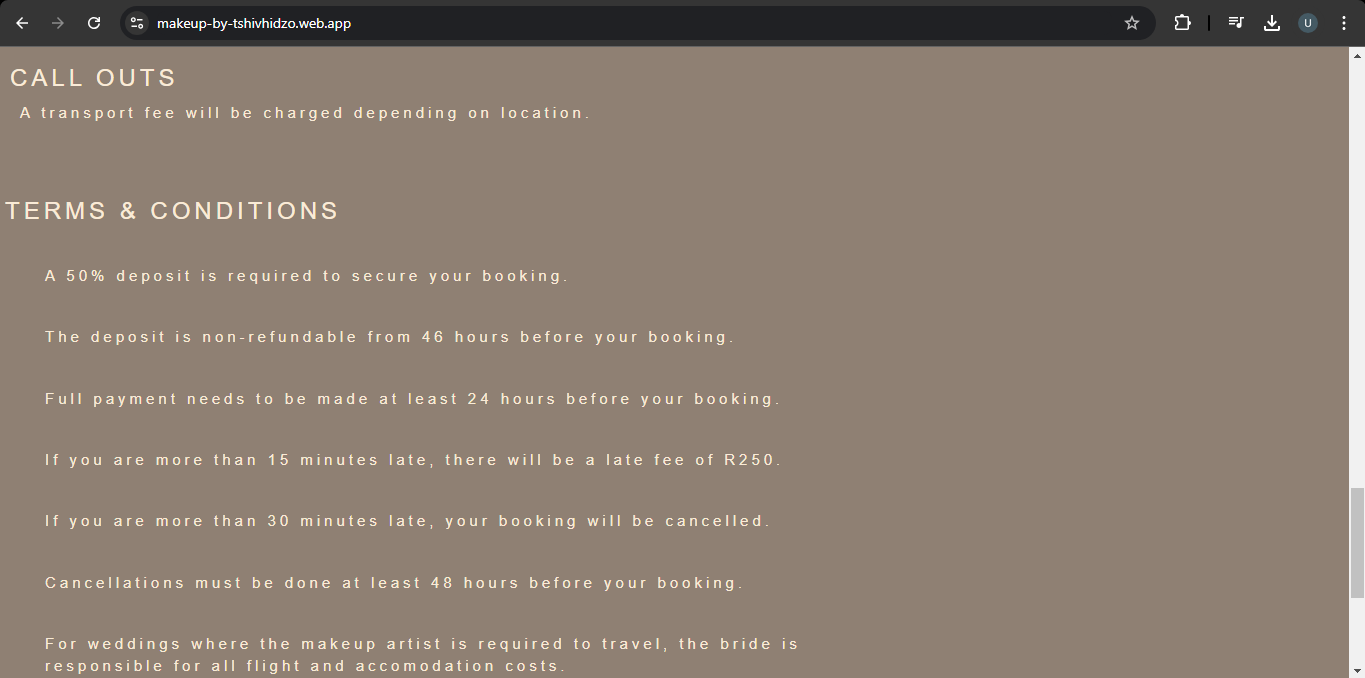 makeup-by-tshivhidzo.web.app
U
CALL OUTS
A transport fee will be charged depending on location.
TERMS & CONDITIONS
A 50% deposit is required to secure your booking.
The deposit is non-refundable from 46 hours before your booking.
Full payment needs to be made at least 24 hours before your booking.
If you are more than 15 minutes late, there will be a late fee of R250.
If you are more than 30 minutes late, your booking will be cancelled.
Cancellations must be done at least 48 hours before your booking.
For weddings where the makeup artist is required to travel, the bride is
responsible for all flight and accomodation costs.